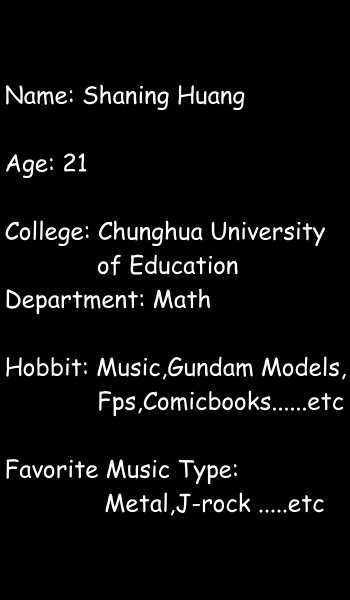 Name: Shaning Huang
Age: 21
College: Chunghua University
of Education
Department: Math
Hobbit: Music,Gundam Models,
Fps,Comicbooks......etc
Favorite Music Type:
Metal,J-rock .....etc